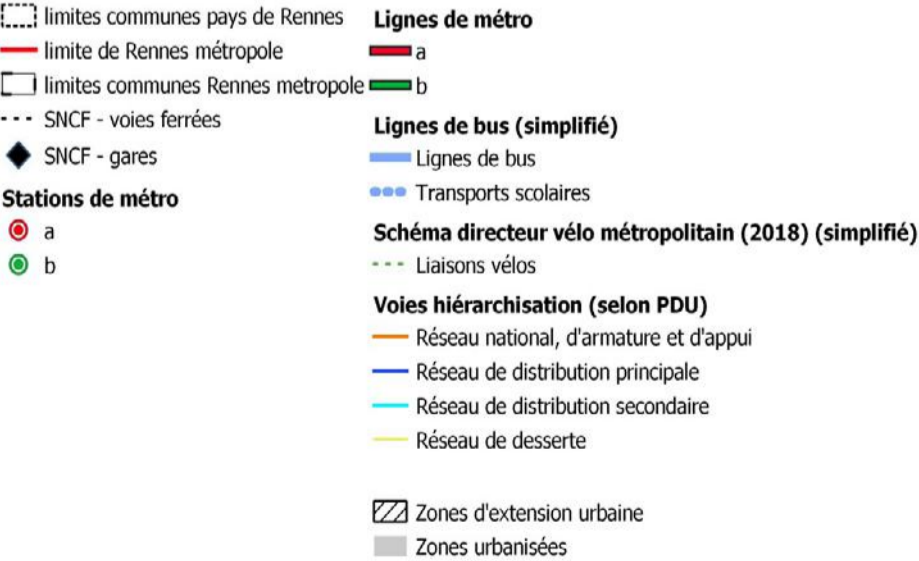 limites communes pays de Rennes
limite de Rennes métropole
limites communes Rennes metropole
SNCF - voies ferrées
SNCF - gares
Stations de métro
a
b
Lignes de métro
a
b
Lignes de bus (simplifié)
Lignes de bus
Transports scolaires
Schéma directeur vélo métropolitain (2018) (simplifié)
Liaisons vélos
Voies hiérarchisation (selon PDU)
Réseau national, d'armature et d'appui
Réseau de distribution principale
Réseau de distribution secondaire
Réseau de desserte
Zones d'extension urbaine
Zones urbanisées